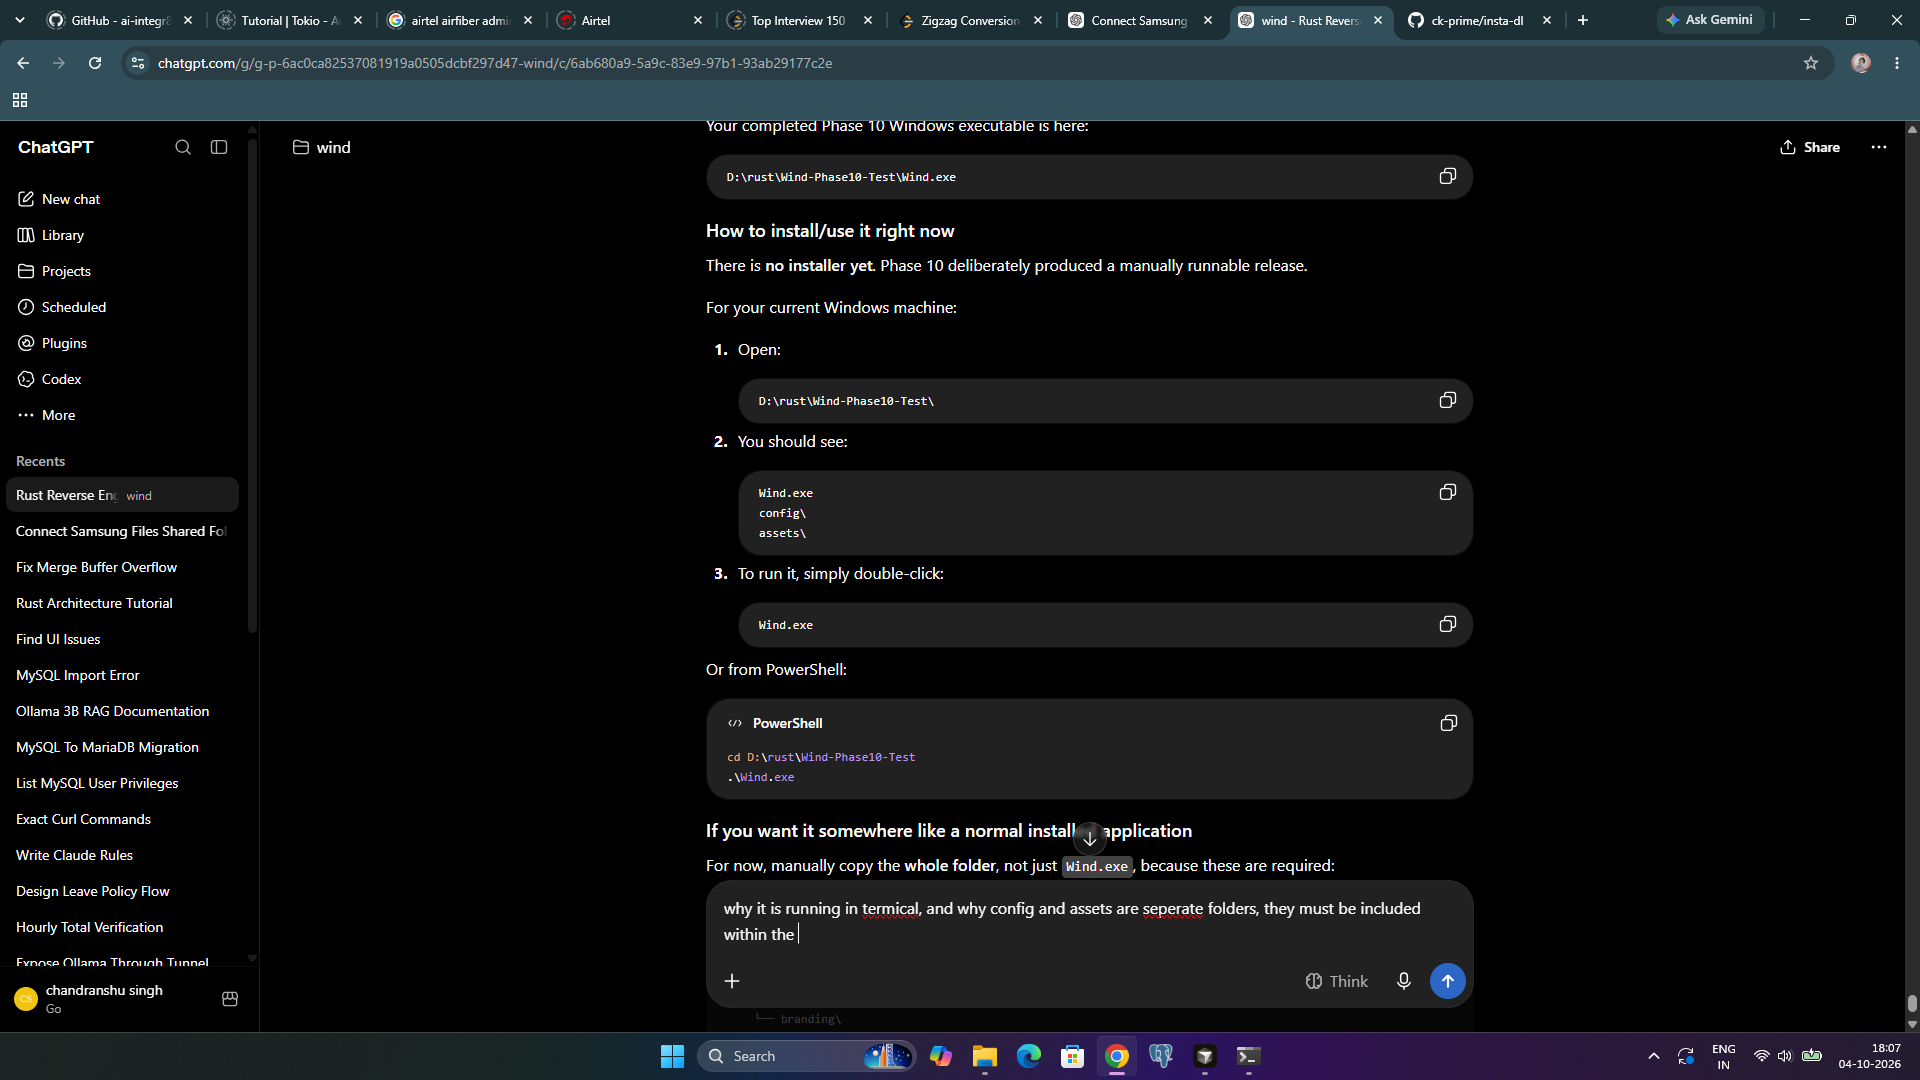 GitHub - ai-integr8
Tutorial | Tokio - A
airtel airfiber admi
Airtel
Top Interview 150
Zigzag Conversion
Connect Samsung
wind - Rust Revers
ck-prime/insta-dl
Ask Gemini
chatgpt.com/g/g-p-6ac0ca82537081919a0505dcbf297d47-wind/c/6ab680a9-5a9c-83e9-97b1-93ab29177c2e
ChatGPT
New chat
Library
Projects
Scheduled
Plugins
Codex
More
Recents
Rust Reverse Eng wind
Connect Samsung Files Shared Fol
Fix Merge Buffer Overflow
Rust Architecture Tutorial
Find UI Issues
MySQL Import Error
Ollama 3B RAG Documentation
MySQL To MariaDB Migration
List MySQL User Privileges
Exact Curl Commands
Write Claude Rules
Design Leave Policy Flow
Hourly Total Verification
Expose Ollama Through Tunnel
CS
chandranshu singh
Go
wind
Share
Your completed Phase 10 Windows executable is here:
D:\rust\Wind-Phase10-Test\Wind.exe
How to install/use it right now
There is no installer yet. Phase 10 deliberately produced a manually runnable release.
For your current Windows machine:
1. Open:
D:\rust\Wind-Phase10-Test\
2. You should see:
Wind.exe
config\
assets\
3. To run it, simply double-click:
Wind.exe
Or from PowerShell:
PowerShell
cd D:\rust\Wind-Phase10-Test
.\Wind.exe
If you want it somewhere like a normal install application
For now, manually copy the whole folder, not just Wind.exe, because these are required:
why it is running in termical, and why config and assets are seperate folders, they must be included
within the
Think
└─ branding\
Search
ENG
IN
18:07
04-10-2026